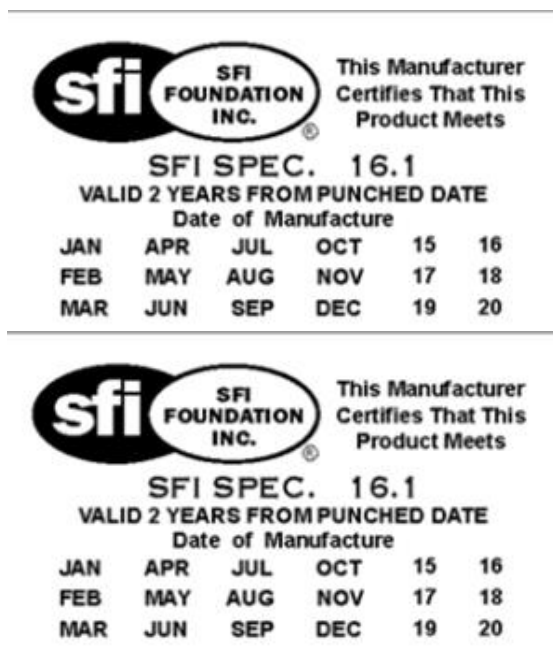 sfi
SFI
FOUNDATION
INC.
®
This Manufacturer
Certifies That This
Product Meets
SFI SPEC. 16.1
VALID 2 YEARS FROM PUNCHED DATE
Date of Manufacture
JAN APR JUL OCT 15 16
FEB MAY AUG NOV 17 18
MAR JUN SEP DEC 19 20
sfi
SFI
FOUNDATION
INC.
®
This Manufacturer
Certifies That This
Product Meets
SFI SPEC. 16.1
VALID 2 YEARS FROM PUNCHED DATE
Date of Manufacture
JAN APR JUL OCT 15 16
FEB MAY AUG NOV 17 18
MAR JUN SEP DEC 19 20